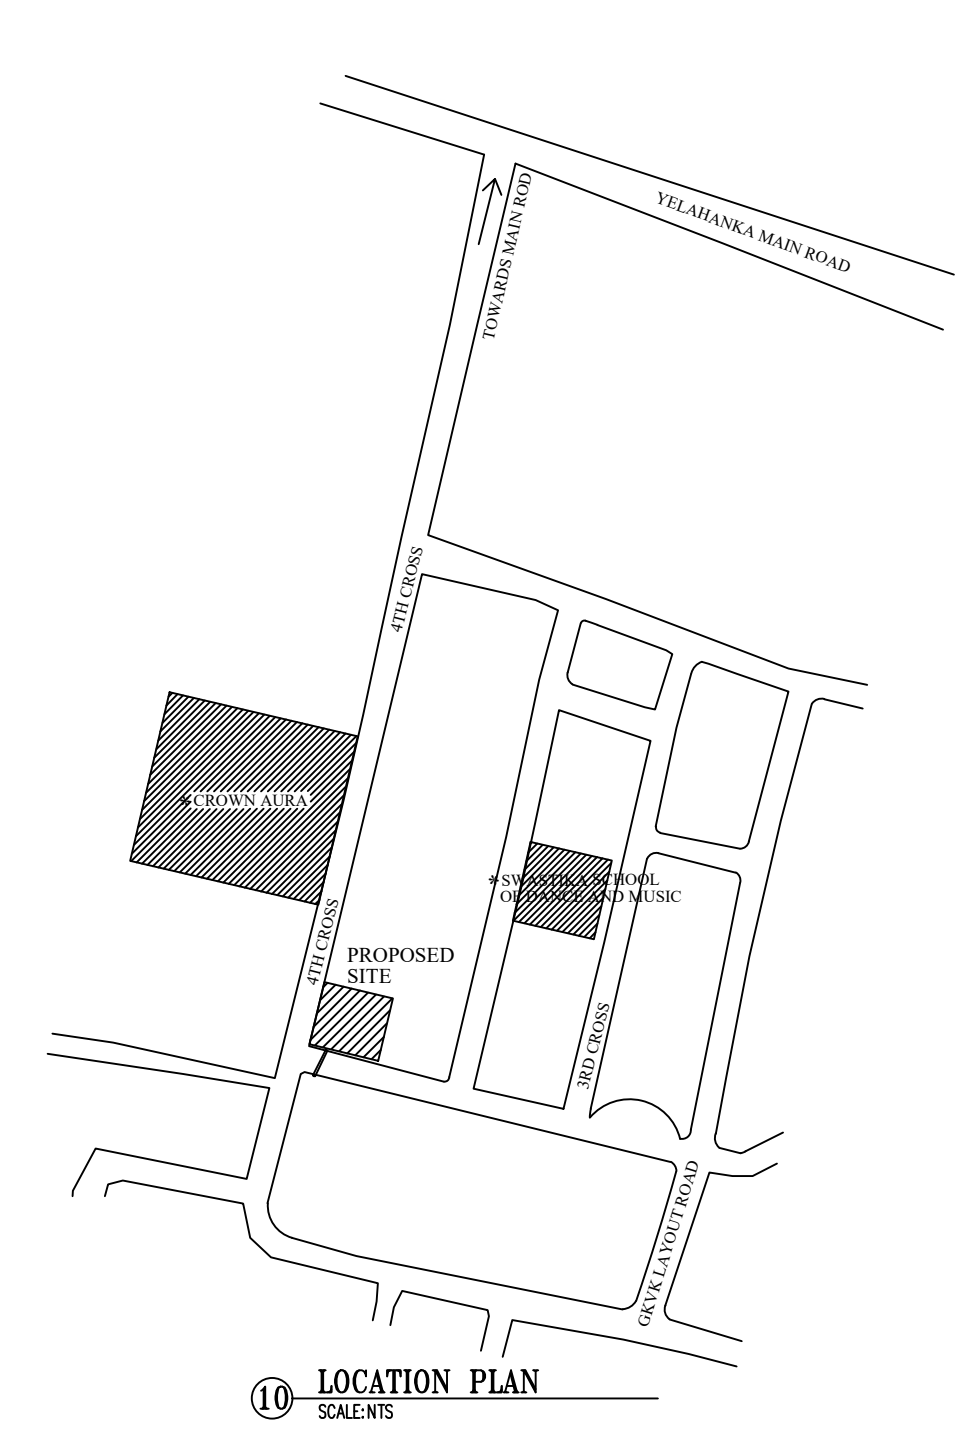 YELAHANKA MAIN ROAD
TOWARDS MAIN ROD
4TH CROSS
*CROWN AURA
*SWASTIKA SCHOOL
OF DANCE AND MUSIC
4TH CROSS
PROPOSED
SITE
3RD CROSS
GKVK LAYOUT ROAD
10
LOCATION PLAN
SCALE:NTS